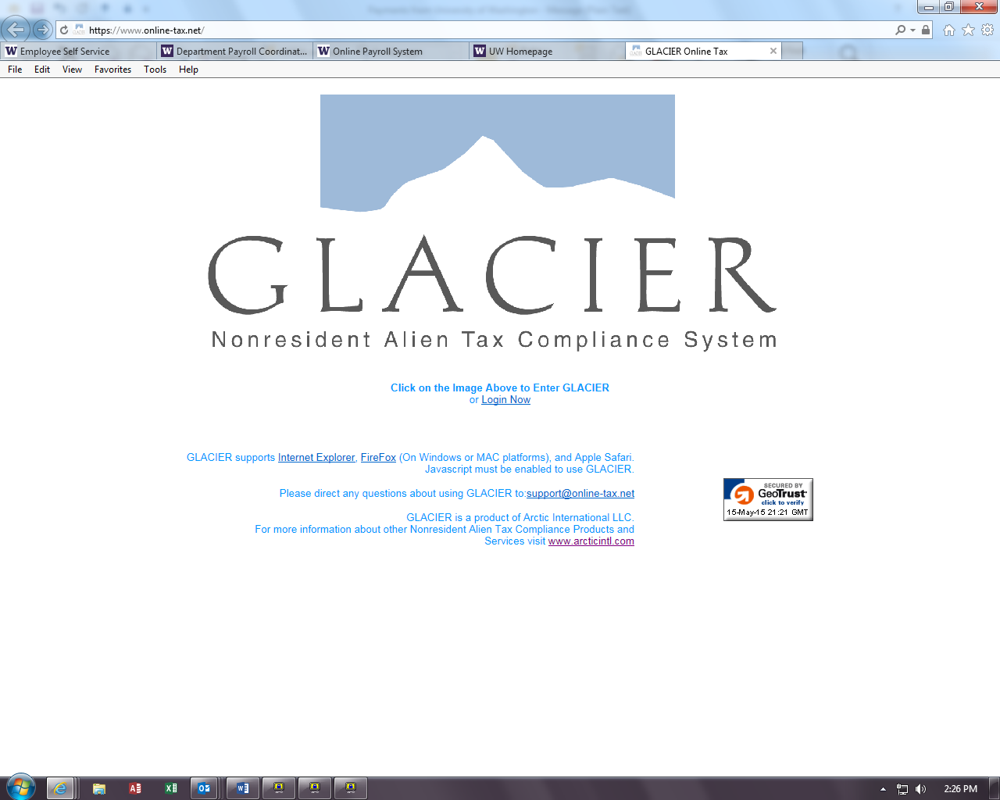 https://www.online-tax.net/
Employee Self Service
Department Payroll Coordinat...
Online Payroll System
UW Homepage
GLACIER Online Tax
File Edit View Favorites Tools Help
GLACIER
Nonresident Alien Tax Compliance System
Click on the Image Above to Enter GLACIER
or Login Now
GLACIER supports Internet Explorer, FireFox (On Windows or MAC platforms), and Apple Safari.
Javascript must be enabled to use GLACIER.
Please direct any questions about using GLACIER to:support@online-tax.net
GLACIER is a product of Arctic International LLC.
For more information about other Nonresident Alien Tax Compliance Products and
Services visit www.arcticintl.com
SECURED BY
GeoTrust
click to verify
15-May-15 21:21 GMT
2:26 PM